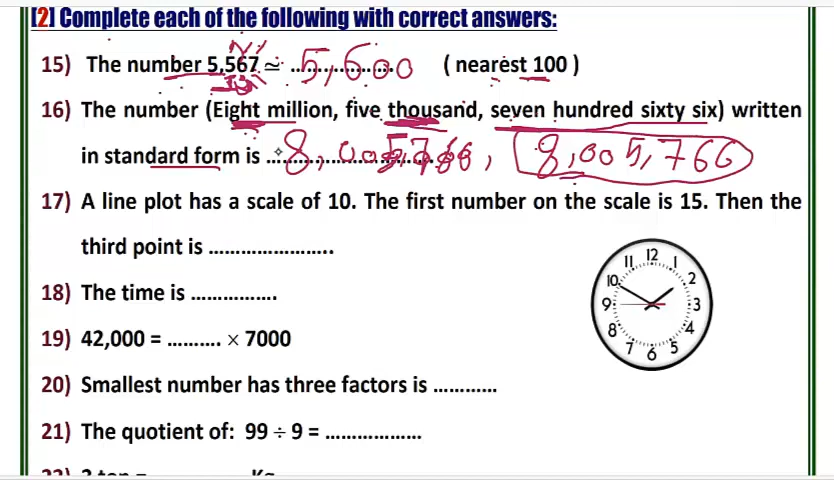 [2] Complete each of the following with correct answers:
15) The number 5,567 ≃ .................. ( nearest 100 )
5,600
16) The number (Eight million, five thousand, seven hundred sixty six) written
in standard form is ..............................
8,005,766, 8,005,766
17) A line plot has a scale of 10. The first number on the scale is 15. Then the
third point is .......................
18) The time is ................
12
1
2
3
4
5
6
7
8
9
10
11
19) 42,000 = .......... × 7000
20) Smallest number has three factors is ............
21) The quotient of: 99 ÷ 9 = ..................